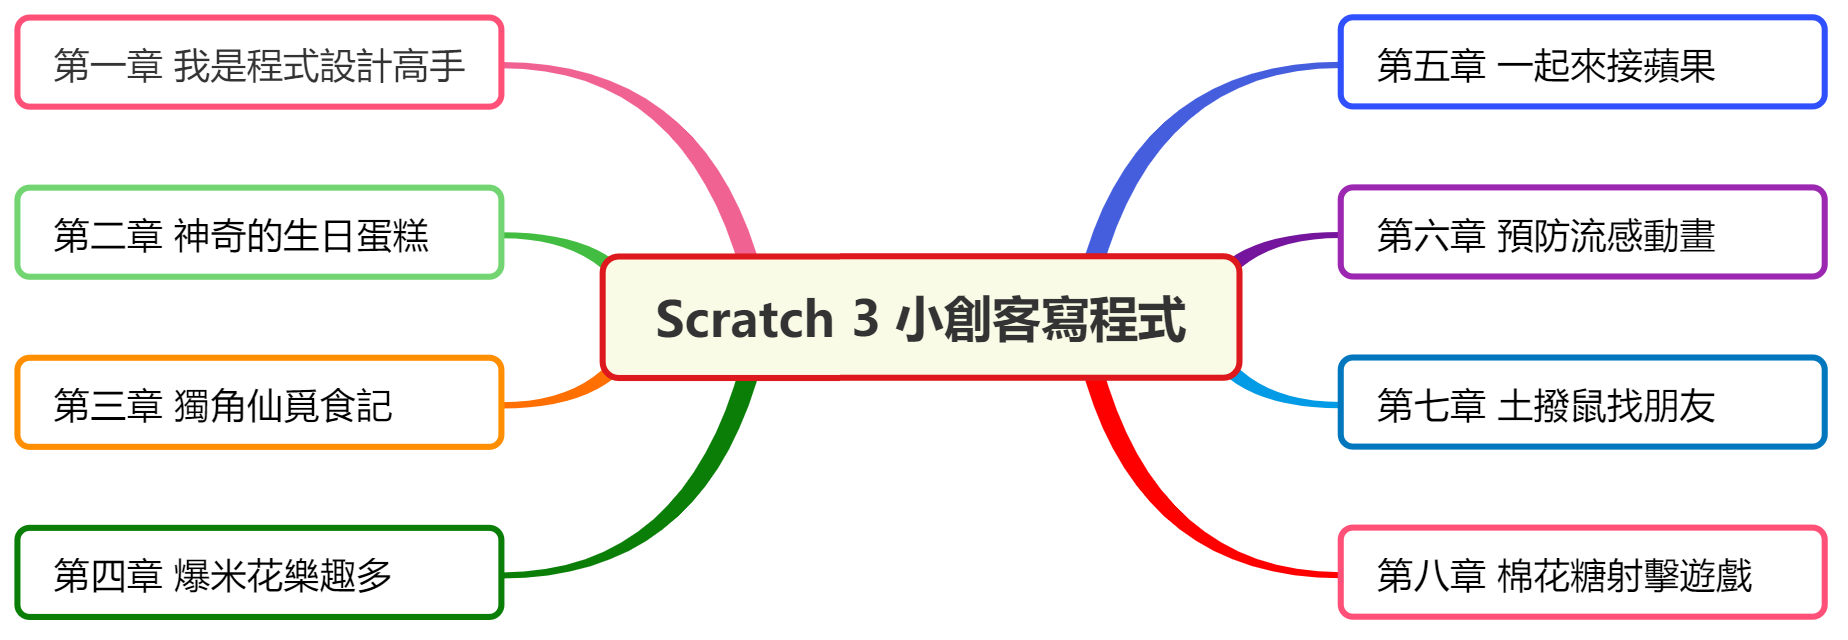 Scratch 3 小創客寫程式
第一章 我是程式設計高手
第二章 神奇的生日蛋糕
第三章 獨角仙覓食記
第四章 爆米花樂趣多
第五章 一起來接蘋果
第六章 預防流感動畫
第七章 土撥鼠找朋友
第八章 棉花糖射擊遊戲